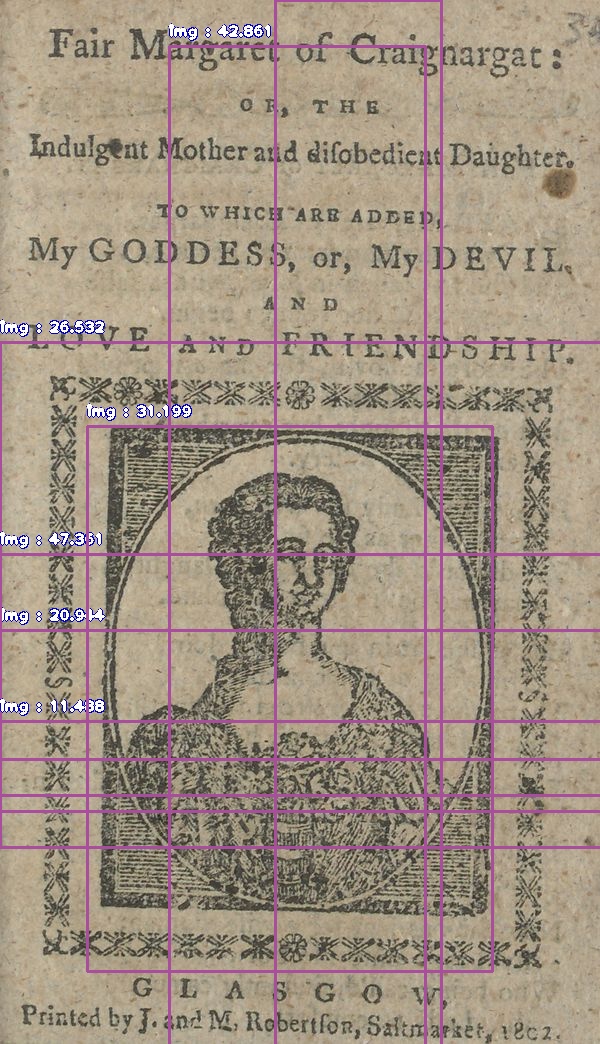 Img : 42.861
34
Fair Margaret of Craignargat :
OR, THE
Indulgent Mother and diſobedient Daughter.
TO WHICH ARE ADDED,
My GODDESS, or, My DEVIL.
AND
Img : 26.532
LOVE AND FRIENDSHIP.
Img : 31.199
Img : 47.361
Img : 20.914
Img : 11.438
GLASGOW,
Printed by J. and M. Robertſon, Saltmarket, 1802.